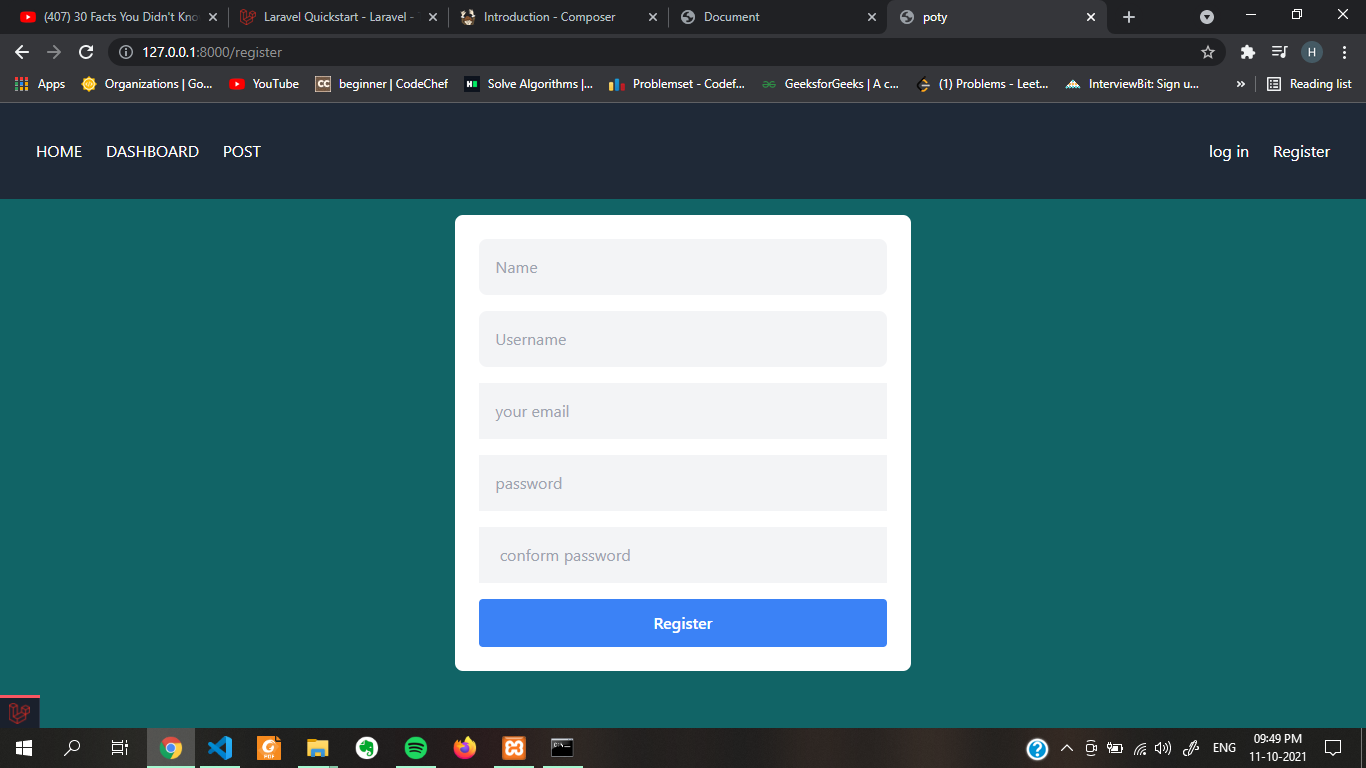 (407) 30 Facts You Didn't Kno
Laravel Quickstart - Laravel -
Introduction - Composer
Document
poty
127.0.0.1:8000/register
H
Apps
Organizations | Go...
YouTube
CC
beginner | CodeChef
Solve Algorithms |...
Problemset - Codef...
GeeksforGeeks | A c...
(1) Problems - Leet...
InterviewBit: Sign u...
»
Reading list
HOME
DASHBOARD
POST
log in
Register
Name
Username
your email
password
conform password
Register
PDF
ENG
09:49 PM
11-10-2021